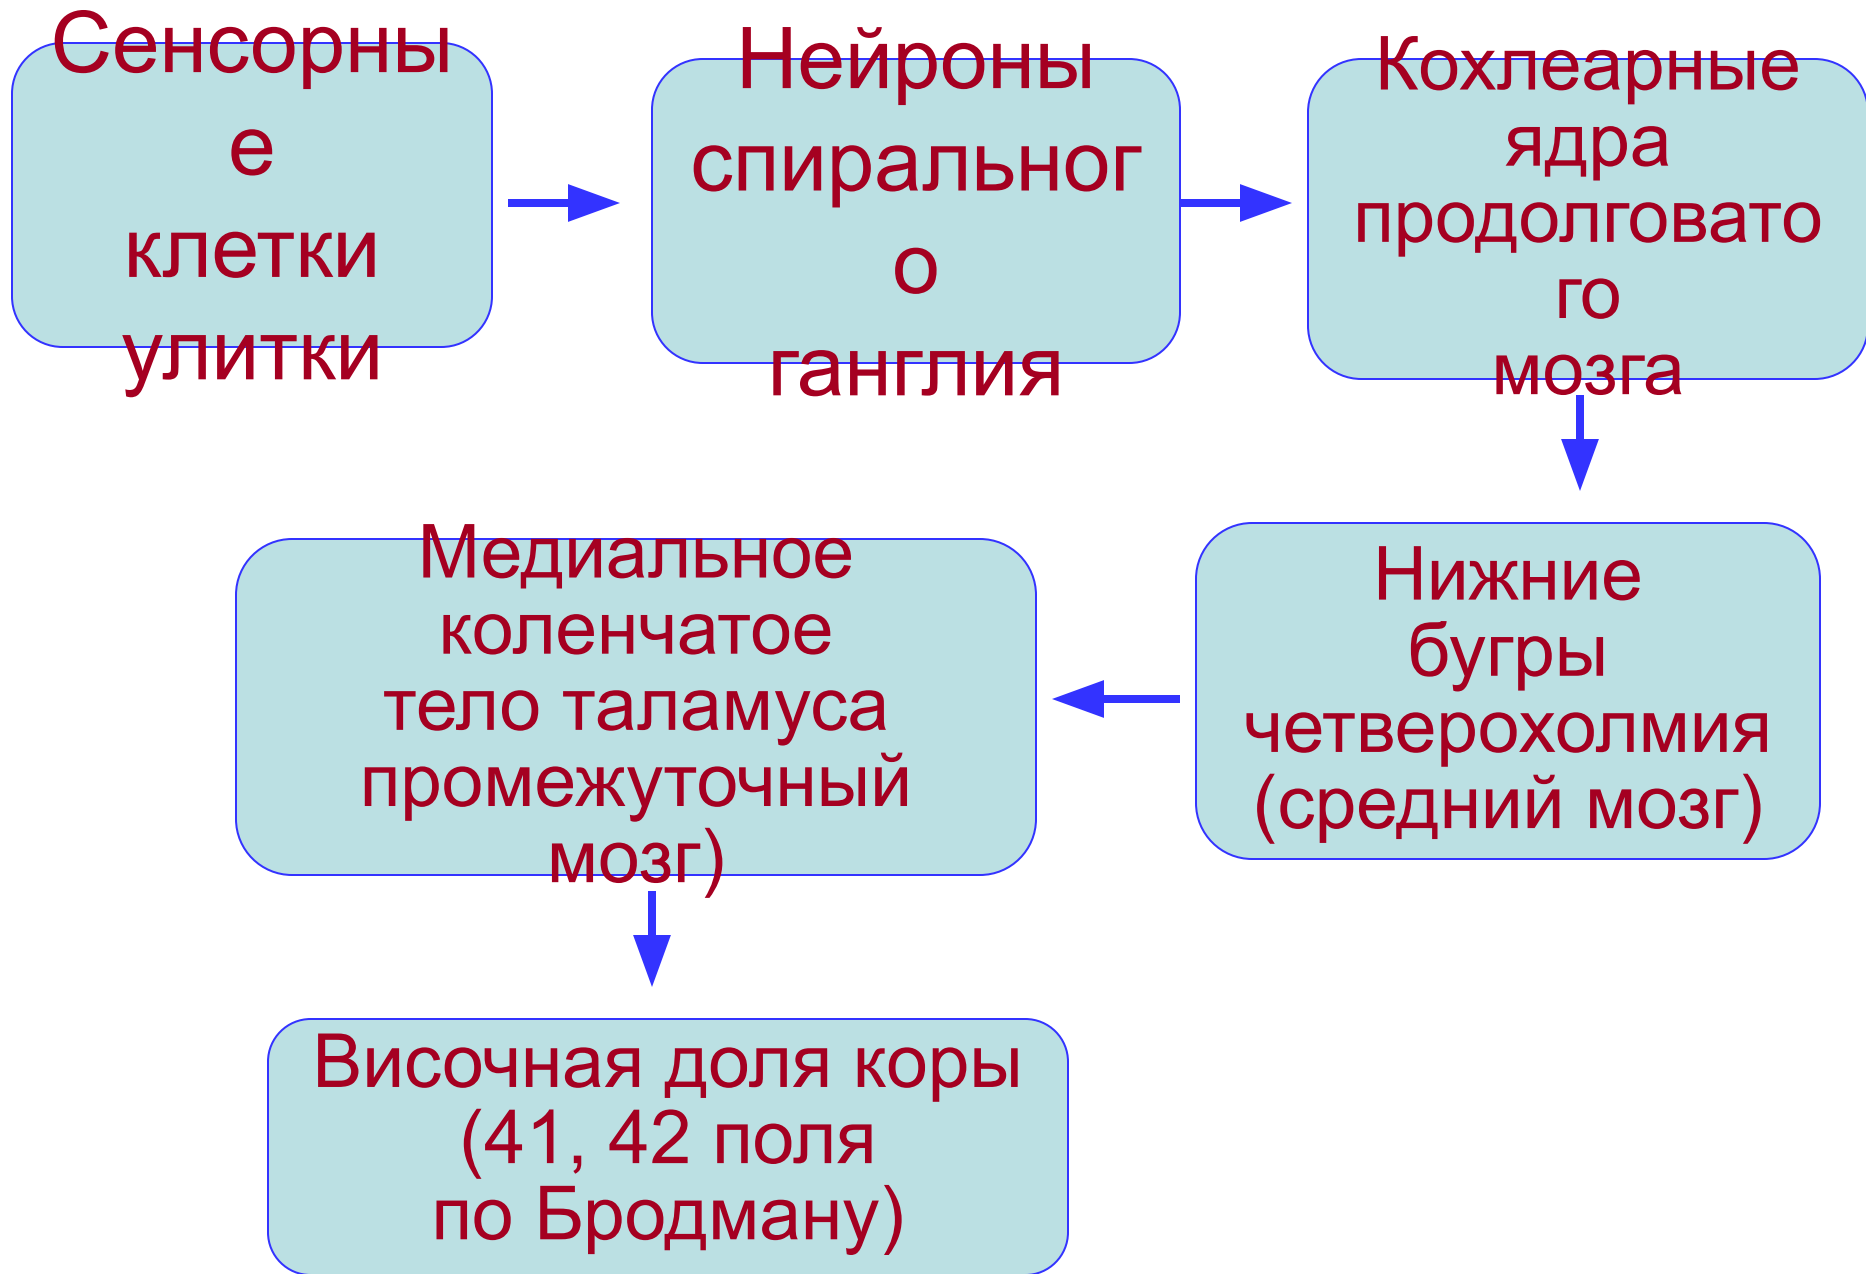 Сенсорны
е
клетки
улитки
Нейроны
спиральног
о
ганглия
Кохлеарные
ядра
продолговато
го
мозга
Нижние
бугры
четверохолмия
(средний мозг)
Медиальное
коленчатое
тело таламуса
промежуточный
мозг)
Височная доля коры
(41, 42 поля
по Бродману)